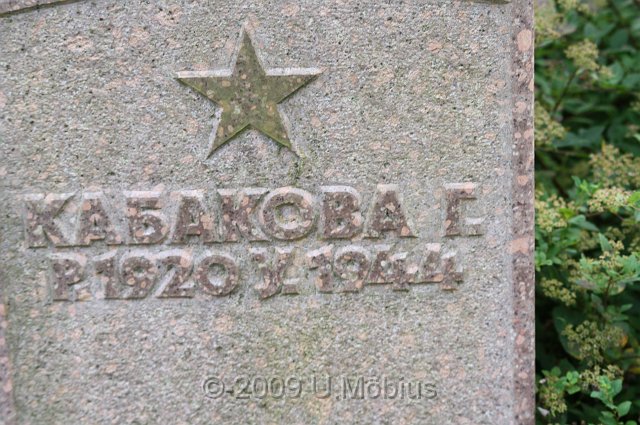 КАБАКОВА Г.
Р. 1920 У. 1944
© 2009 U.Möbius